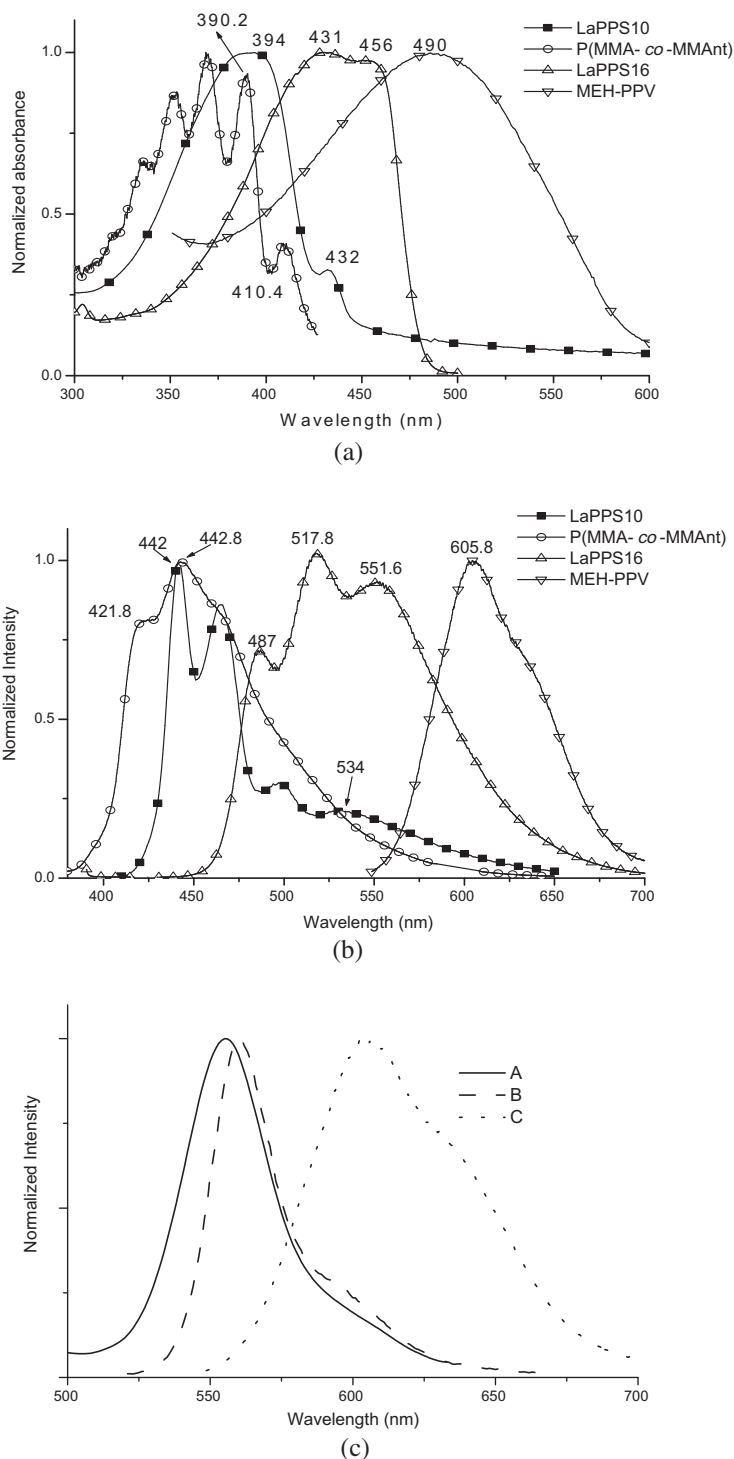 390.2
394
431
456
490
LaPPS10
P(MMA- co -MMAnt)
LaPPS16
MEH-PPV
1.0
0.5
0.0
432
410.4
Normalized absorbance
300
350
400
450
500
550
600
Wavelength (nm)
(a)
LaPPS10
P(MMA- co -MMAnt)
LaPPS16
MEH-PPV
442
442.8
517.8
551.6
605.8
421.8
487
534
1.0
0.5
0.0
Normalized Intensity
400
450
500
550
600
650
700
Wavelength (nm)
(b)
A
B
C
Normalized Intensity
500
550
600
650
700
Wavelength (nm)
(c)